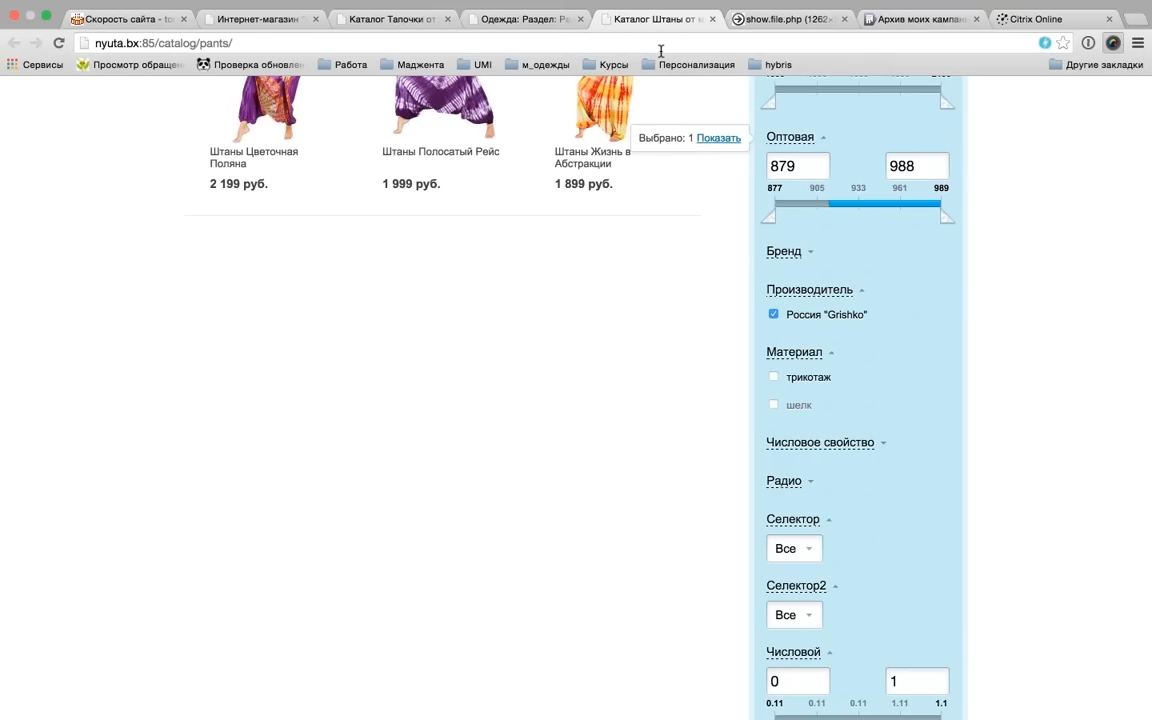 Скорость сайта - то
Интернет-магазин
Каталог Тапочки от
Одежда: Раздел: Ра
Каталог Штаны от м
show.file.php (1262×
Архив моих кампан
Citrix Online
nyuta.bx:85/catalog/pants/
Сервисы
Просмотр обращен
Проверка обновлен
Работа
Маджента
UMI
м_одежды
Курсы
Персонализация
hybris
Другие закладки
Штаны Цветочная
Поляна
2 199 руб.
Штаны Полосатый Рейс
1 999 руб.
Штаны Жизнь в
Абстракции
1 899 руб.
Выбрано: 1 Показать
Оптовая
879 988
877 905 933 961 989
Бренд
Производитель
Россия "Grishko"
Материал
трикотаж
шелк
Числовое свойство
Радио
Селектор
Все
Селектор2
Все
Числовой
0 1
0.11 0.11 0.11 1.11 1.1